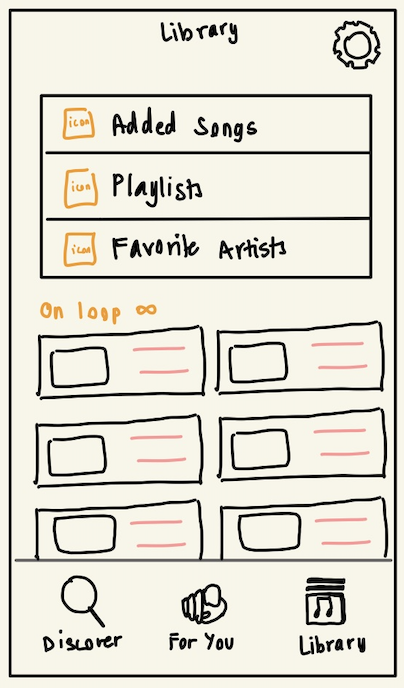 Library
icon Added Songs
icon Playlists
icon Favorite Artists
On loop ∞
Discover
For You
Library